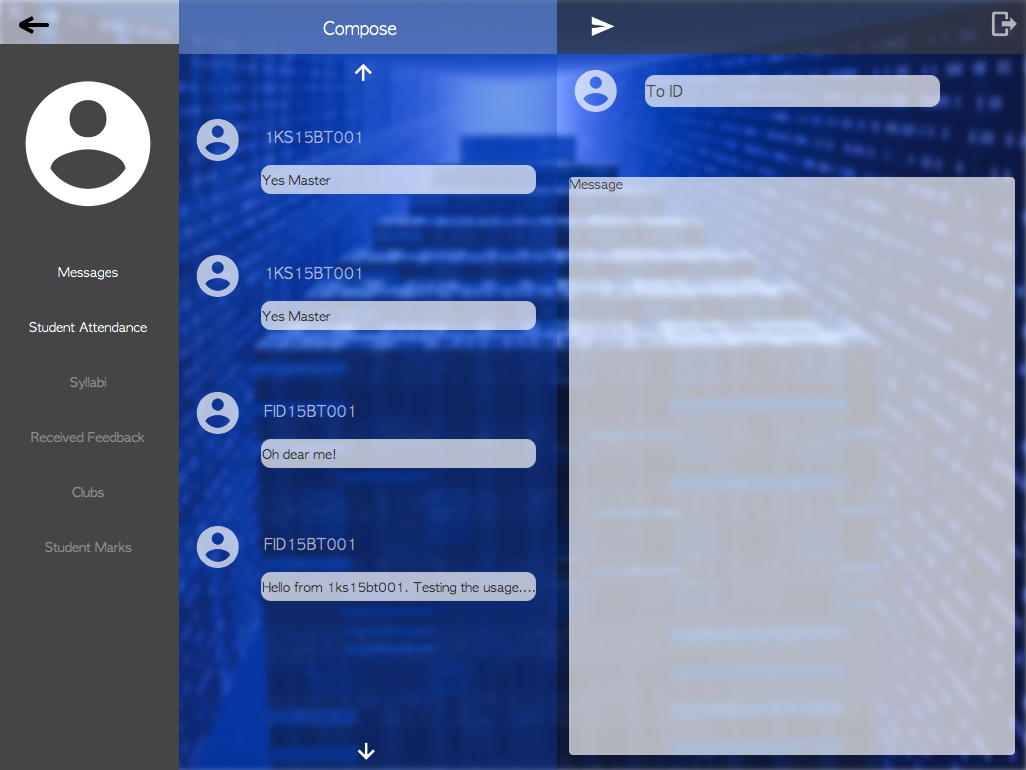 Compose
Messages
Student Attendance
Syllabi
Received Feedback
Clubs
Student Marks
1KS15BT001
Yes Master
1KS15BT001
Yes Master
FID15BT001
Oh dear me!
FID15BT001
Hello from 1ks15bt001. Testing the usage....
To ID
Message